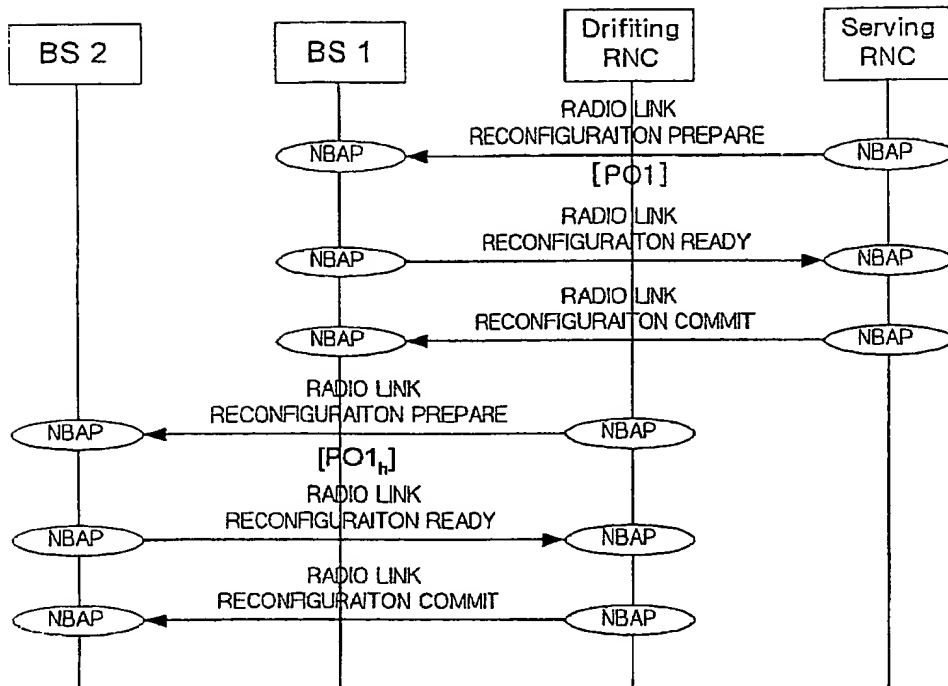 BS 2
BS 1
Drifiting
RNC
Serving
RNC
RADIO LINK
RECONFIGURAITON PREPARE
NBAP
NBAP
[PO1]
RADIO LINK
RECONFIGURAITON READY
NBAP
NBAP
RADIO LINK
RECONFIGURAITON COMMIT
NBAP
NBAP
RADIO LINK
RECONFIGURAITON PREPARE
NBAP
NBAP
[PO1h]
RADIO LINK
RECONFIGURAITON READY
NBAP
NBAP
RADIO LINK
RECONFIGURAITON COMMIT
NBAP
NBAP